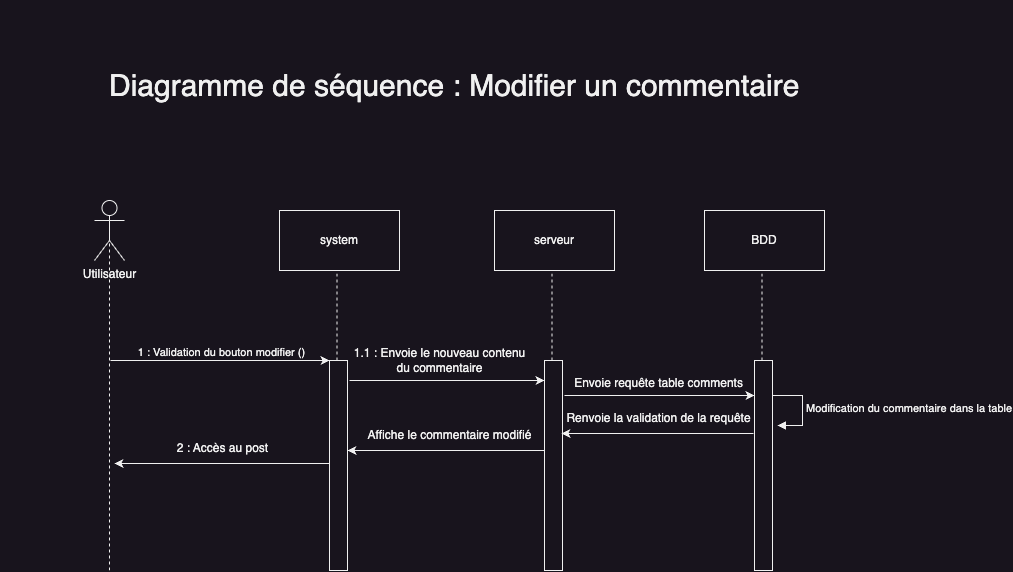 Diagramme de séquence : Modifier un commentaire
Utilisateur
system
serveur
BDD
1 : Validation du bouton modifier ()
1.1 : Envoie le nouveau contenu
du commentaire
Envoie requête table comments
Modification du commentaire dans la table
Renvoie la validation de la requête
Affiche le commentaire modifié
2 : Accès au post